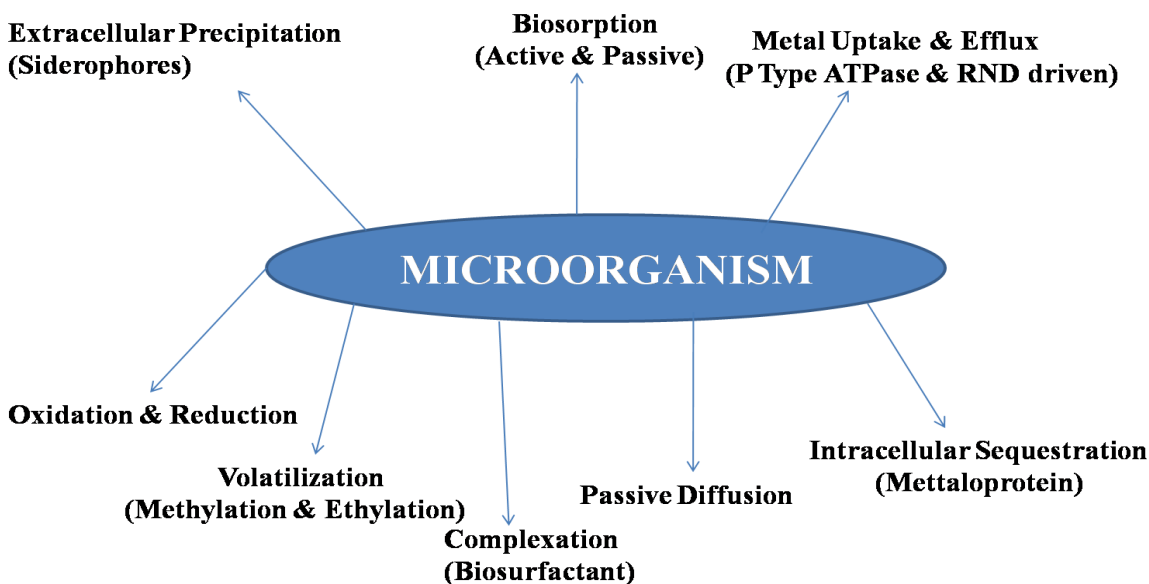 Extracellular Precipitation
(Siderophores)
Biosorption
(Active & Passive)
Metal Uptake & Efflux
(P Type ATPase & RND driven)
MICROORGANISM
Oxidation & Reduction
Volatilization
(Methylation & Ethylation)
Complexation
(Biosurfactant)
Passive Diffusion
Intracellular Sequestration
(Mettaloprotein)